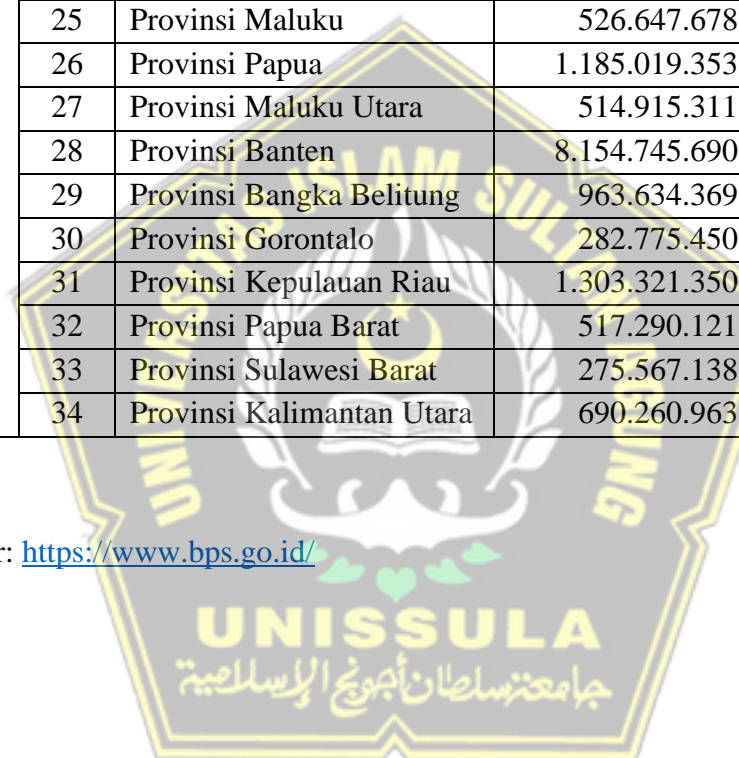 25 Provinsi Maluku 526.647.678
26 Provinsi Papua 1.185.019.353
27 Provinsi Maluku Utara 514.915.311
28 Provinsi Banten 8.154.745.690
29 Provinsi Bangka Belitung 963.634.369
30 Provinsi Gorontalo 282.775.450
31 Provinsi Kepulauan Riau 1.303.321.350
32 Provinsi Papua Barat 517.290.121
33 Provinsi Sulawesi Barat 275.567.138
34 Provinsi Kalimantan Utara 690.260.963
r: https://www.bps.go.id/
UNIVERSITAS ISLAM SULTAN AGUNG
UNISSULA
جامعة سلطان أجونج الإسلامية